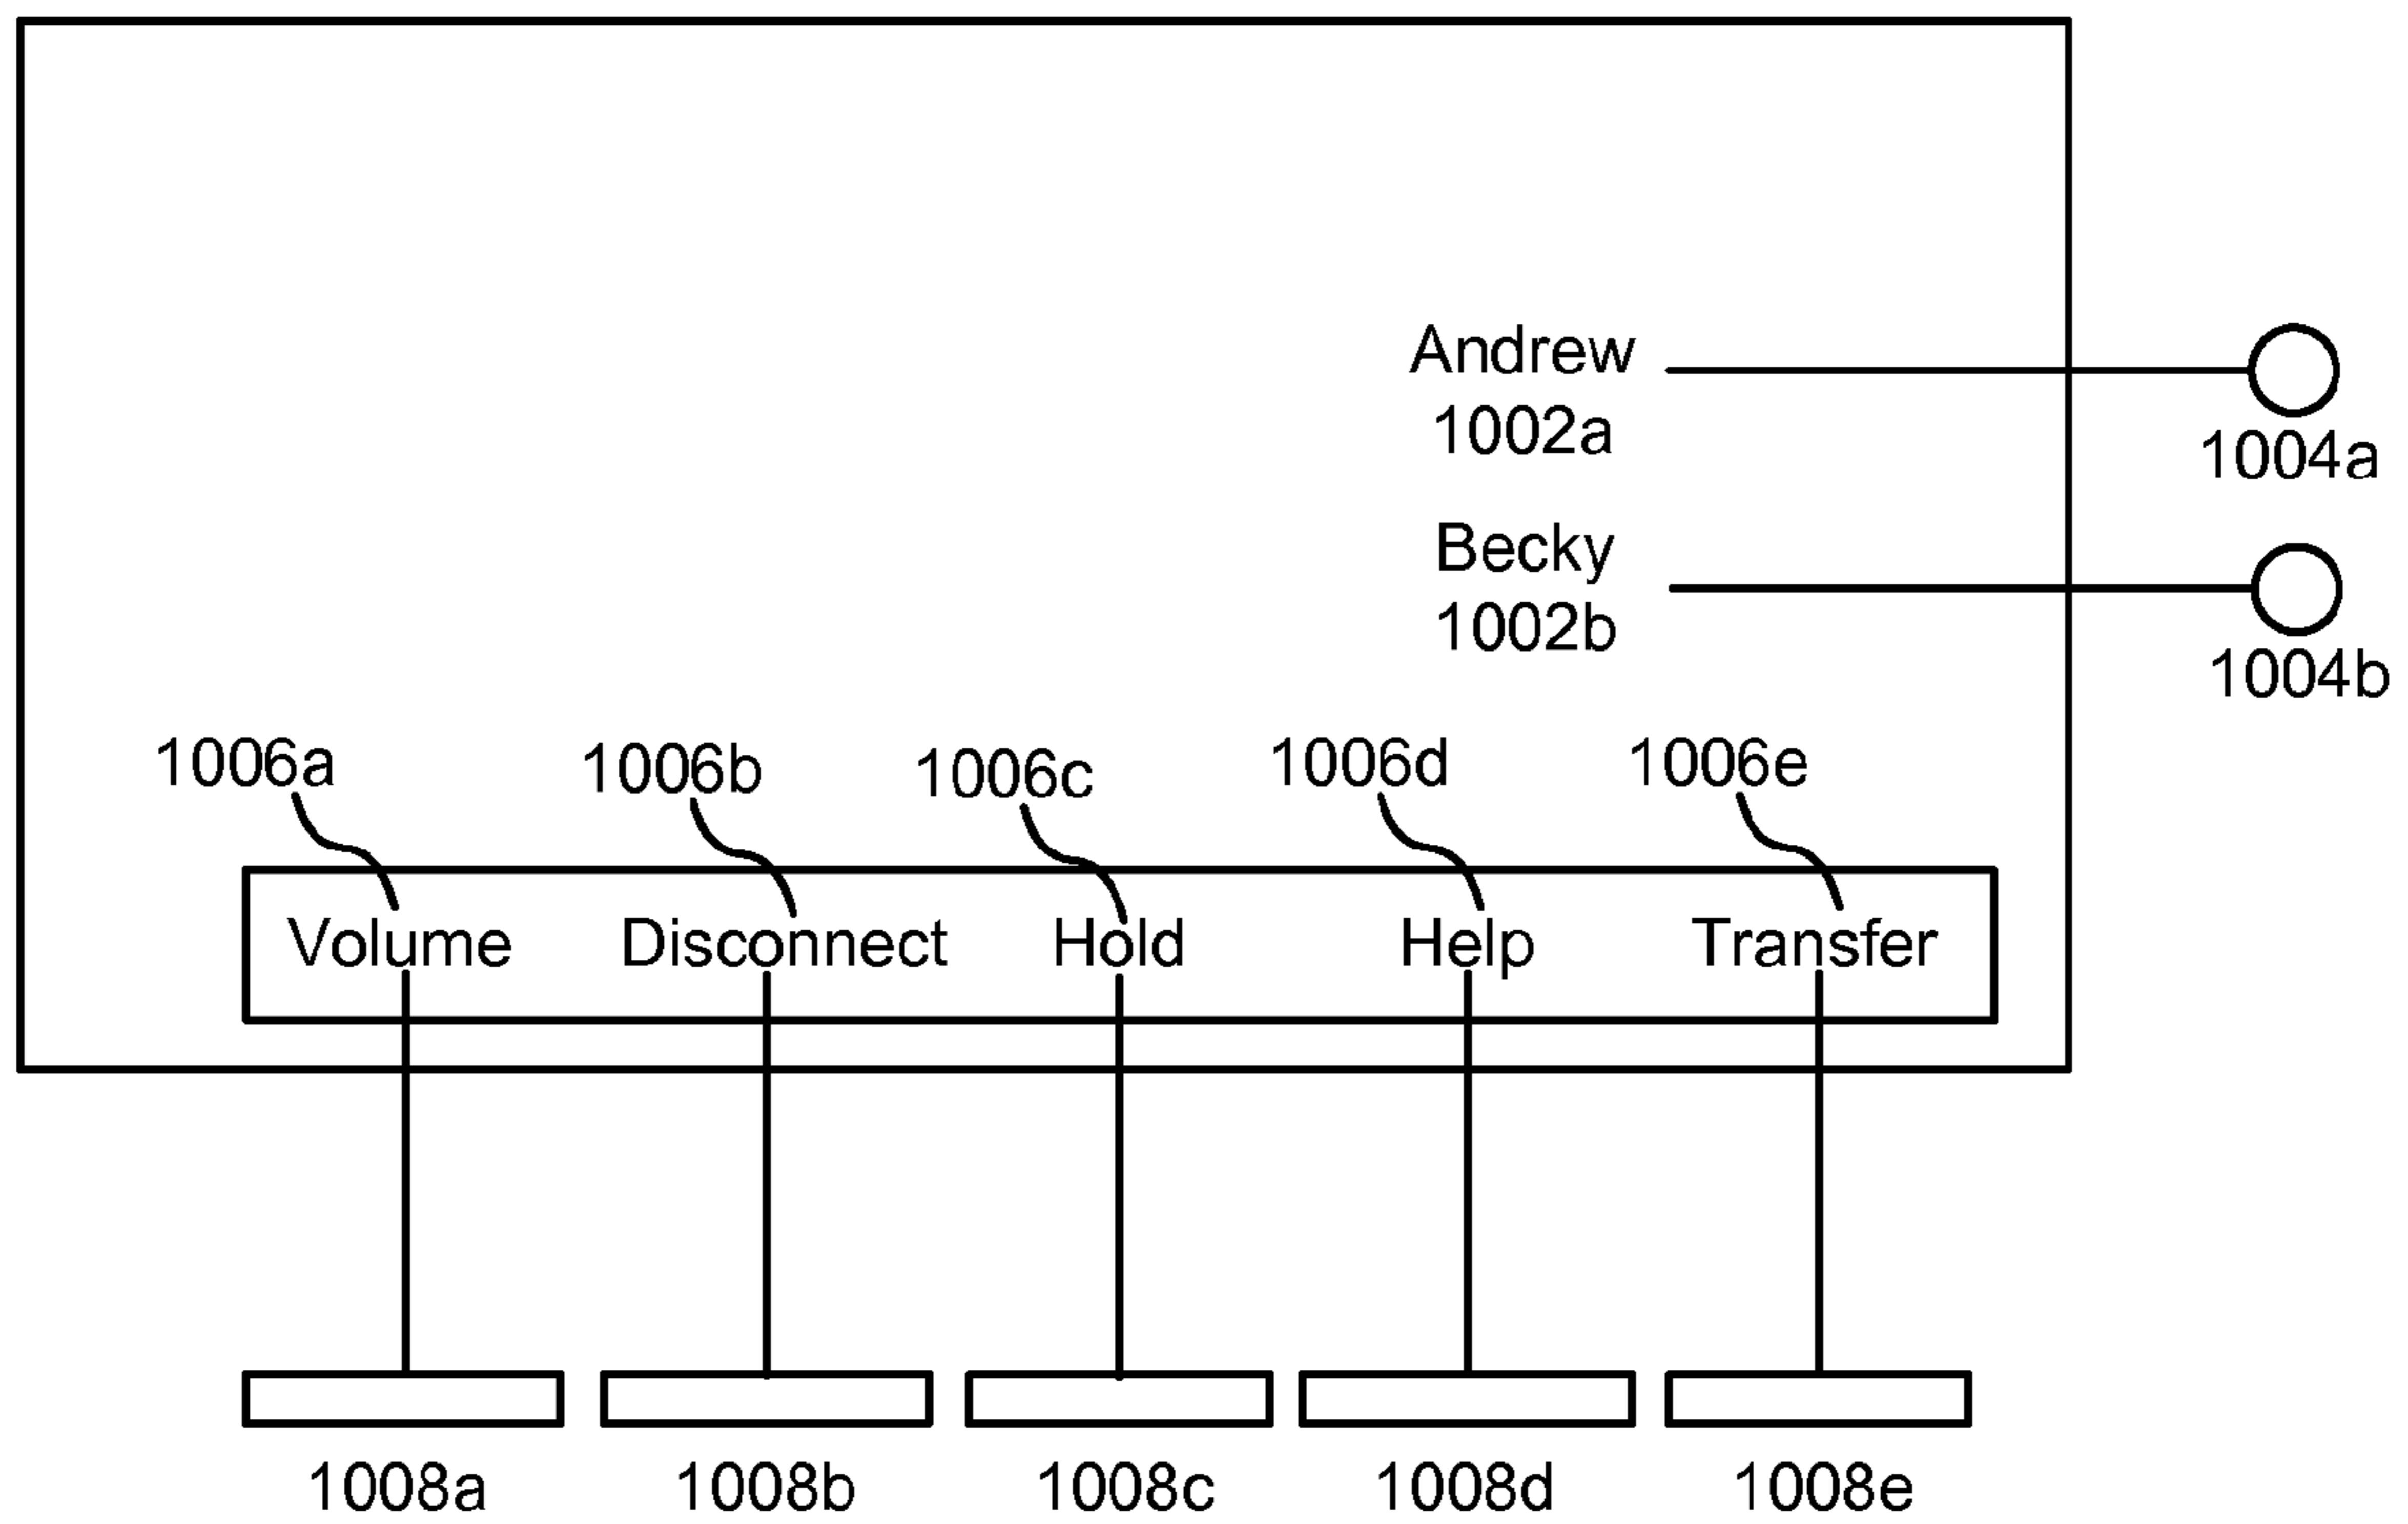 Andrew
1002a
1004a
Becky
1002b
1004b
1006a 1006b 1006c 1006d 1006e
Volume Disconnect Hold Help Transfer
1008a 1008b 1008c 1008d 1008e